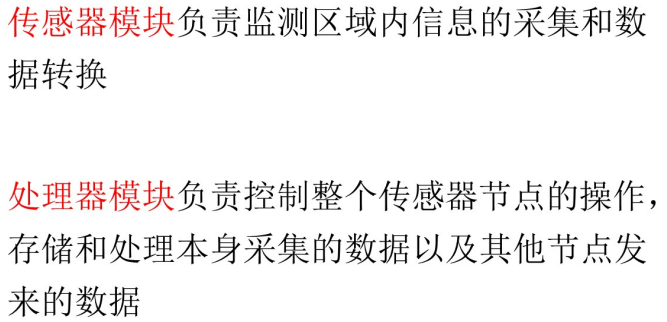 传感器模块负责监测区域内信息的采集和数
据转换
处理器模块负责控制整个传感器节点的操作，
存储和处理本身采集的数据以及其他节点发
来的数据